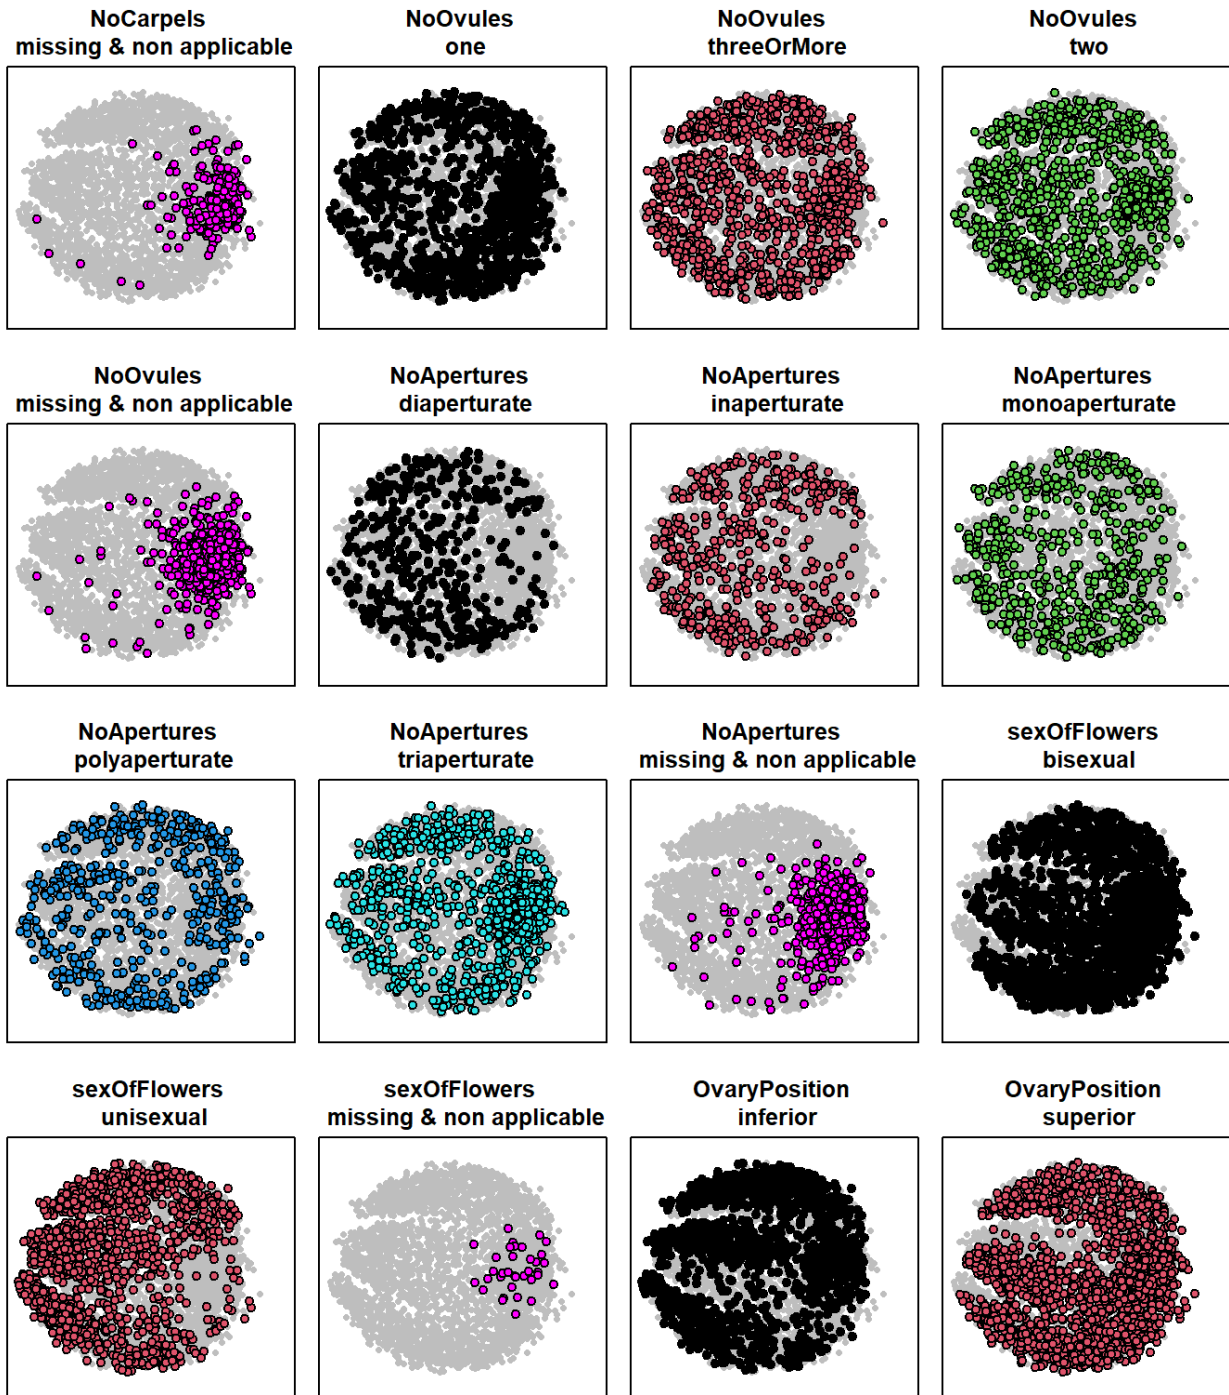 NoCarpels
missing & non applicable
NoOvules
one
NoOvules
threeOrMore
NoOvules
two
NoOvules
missing & non applicable
NoApertures
diaperturate
NoApertures
inaperturate
NoApertures
monoaperturate
NoApertures
polyaperturate
NoApertures
triaperturate
NoApertures
missing & non applicable
sexOfFlowers
bisexual
sexOfFlowers
unisexual
sexOfFlowers
missing & non applicable
OvaryPosition
inferior
OvaryPosition
superior